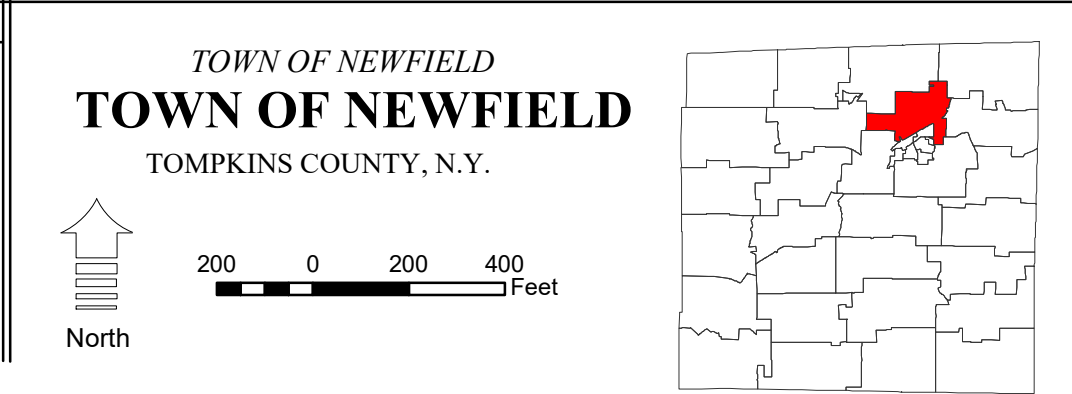 TOWN OF NEWFIELD
TOWN OF NEWFIELD
TOMPKINS COUNTY, N.Y.
200 0 200 400
Feet
North